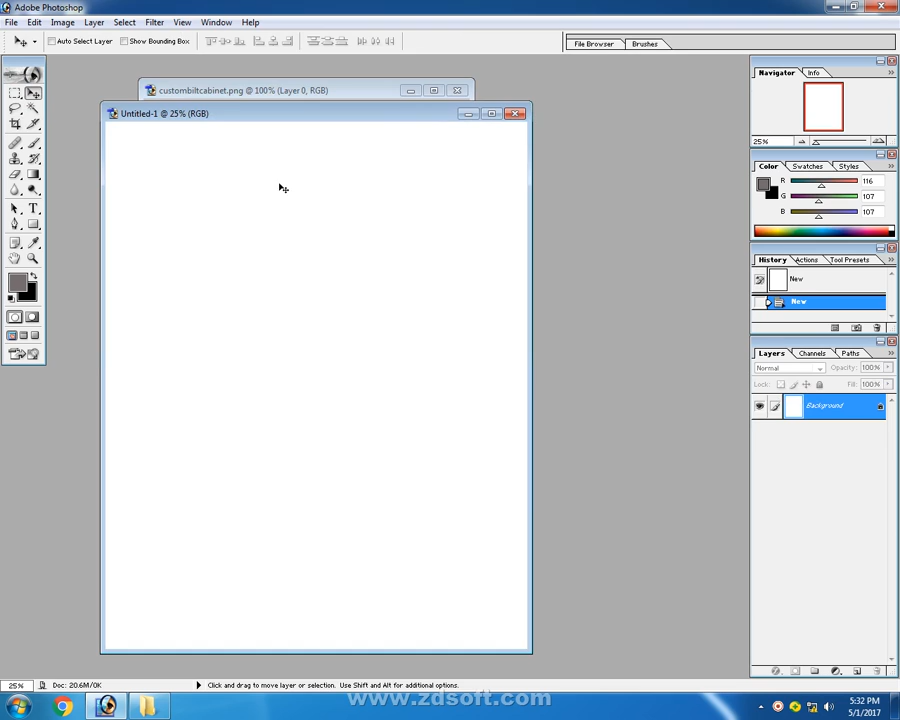 Adobe Photoshop
File Edit Image Layer Select Filter View Window Help
Auto Select Layer Show Bounding Box File Browser Brushes
custombiltcabinet.png @ 100% (Layer 0, RGB)
Untitled-1 @ 25% (RGB)
Navigator Info
25%
Color Swatches Styles
R 116
G 107
B 107
History Actions Tool Presets
New
New
Layers Channels Paths
Normal Opacity: 100%
Lock: Fill: 100%
Background
25% Doc: 20.6M/0K Click and drag to move layer or selection. Use Shift and Alt for additional options.
www.zdsoft.com
5:32 PM
5/1/2017